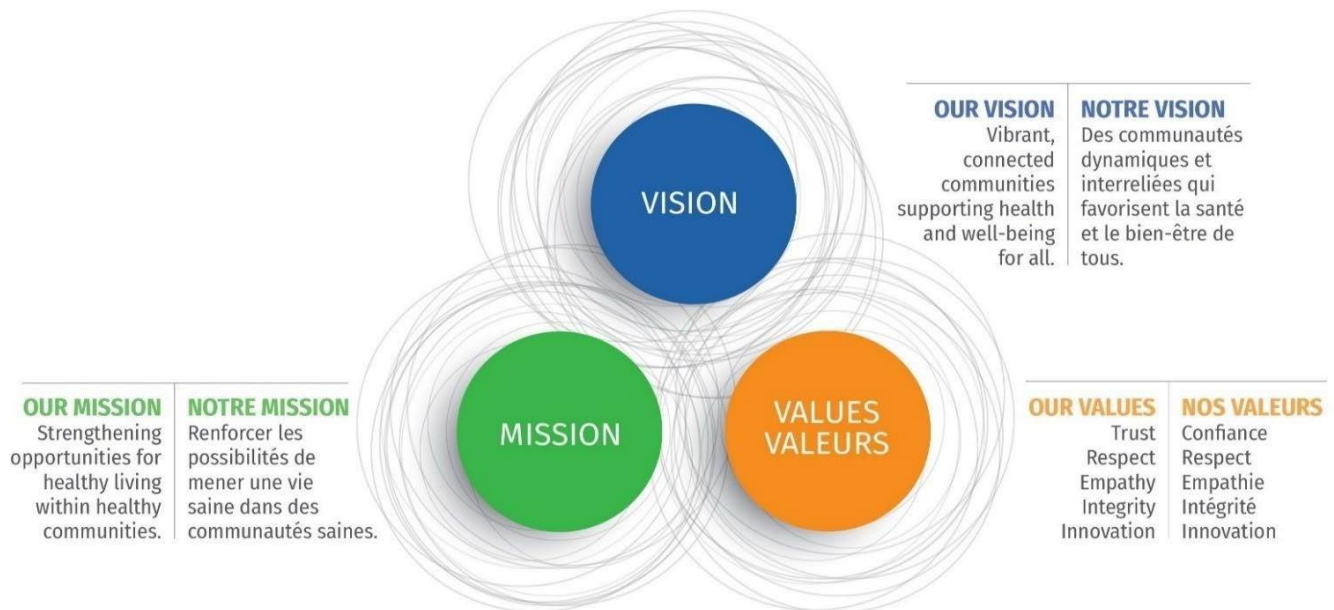 VISION
OUR VISION
Vibrant,
connected
communities
supporting health
and well-being
for all.
NOTRE VISION
Des communautés
dynamiques et
interreliées qui
favorisent la santé
et le bien-être de
tous.
OUR MISSION
Strengthening
opportunities for
healthy living
within healthy
communities.
NOTRE MISSION
Renforcer les
possibilités de
mener une vie
saine dans des
communautés saines.
MISSION
VALUES
VALEURS
OUR VALUES
Trust
Respect
Empathy
Integrity
Innovation
NOS VALEURS
Confiance
Respect
Empathie
Intégrité
Innovation